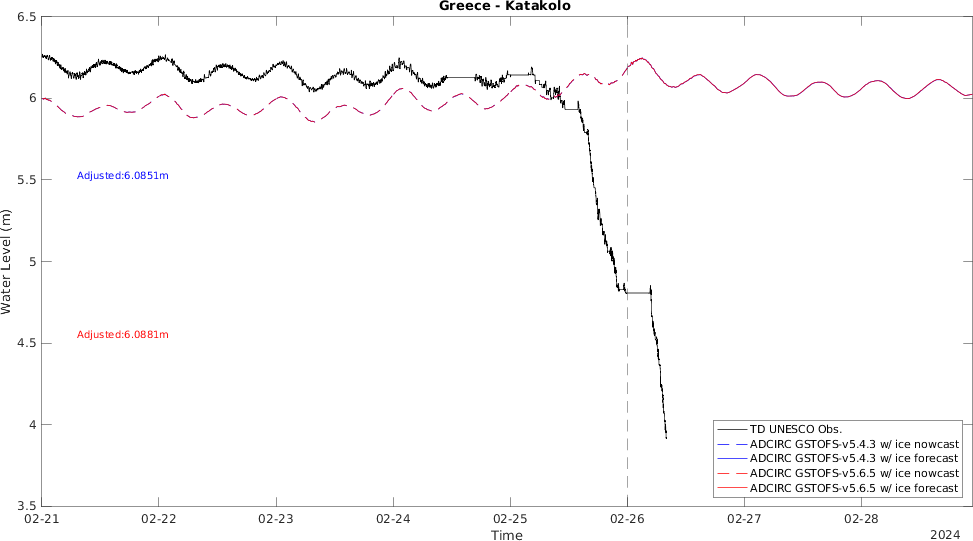 Greece - Katakolo
6.5
6
5.5
5
4.5
4
3.5
Water Level (m)
Adjusted:6.0851m
Adjusted:6.0881m
TD UNESCO Obs.
ADCIRC GSTOFS-v5.4.3 w/ ice nowcast
ADCIRC GSTOFS-v5.4.3 w/ ice forecast
ADCIRC GSTOFS-v5.6.5 w/ ice nowcast
ADCIRC GSTOFS-v5.6.5 w/ ice forecast
02-21 02-22 02-23 02-24 02-25 02-26 02-27 02-28
Time
2024